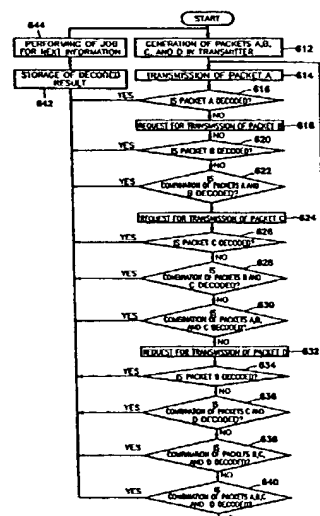 START
644
PERFORMING OF JOB
FOR NEXT INFORMATION
GENERATION OF PACKETS A,B,
C, AND D IN TRANSMITTER
612
STORAGE OF DECODED
RESULT
642
TRANSMISSION OF PACKET A
614
616
YES
IS PACKET A DECODED?
NO
REQUEST FOR TRANSMISSION OF PACKET B
618
620
YES
IS PACKET B DECODED?
NO
622
YES
IS
COMBINATION OF PACKETS A AND
B DECODED?
NO
REQUEST FOR TRANSMISSION OF PACKET C
624
626
YES
IS PACKET C DECODED?
NO
628
YES
IS
COMBINATION OF PACKETS B AND
C DECODED?
NO
630
YES
IS
COMBINATION OF PACKETS A,B,
AND C DECODED?
NO
REQUEST FOR TRANSMISSION OF PACKET D
632
634
YES
IS PACKET D DECODED?
NO
636
YES
IS
COMBINATION OF PACKETS C AND
D DECODED?
NO
638
YES
IS
COMBINATION OF PACKETS B,C,
AND D DECODED?
NO
640
YES
IS
COMBINATION OF PACKETS A,B,C
AND D DECODED?